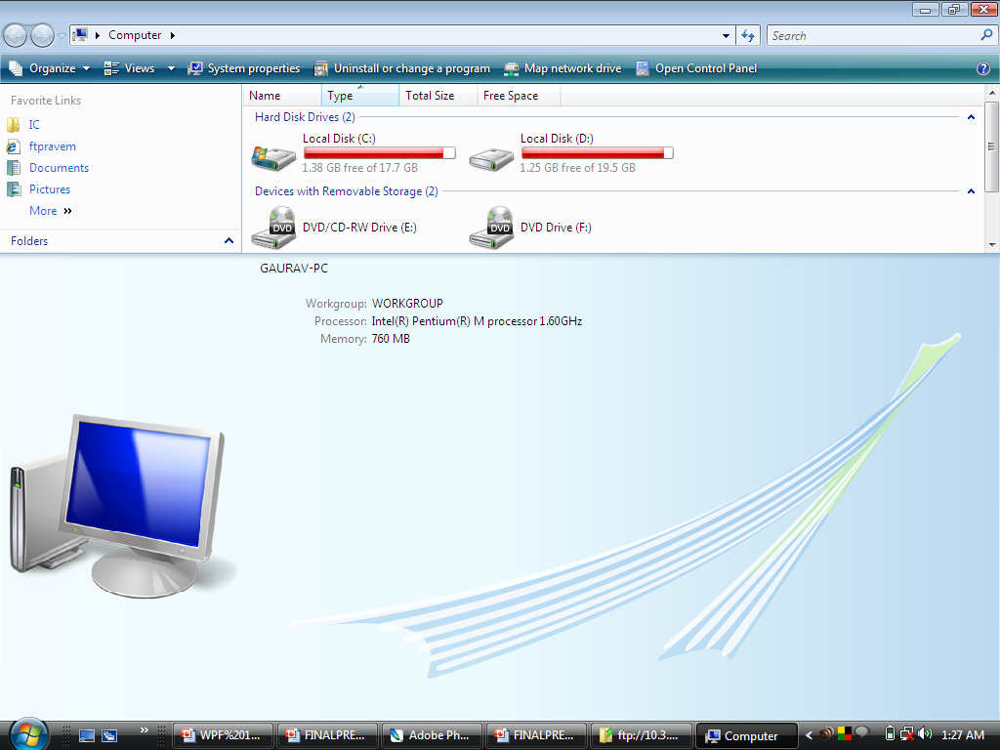 Computer
Search
Organize Views System properties Uninstall or change a program Map network drive Open Control Panel
Favorite Links
IC
ftpravem
Documents
Pictures
More »
Folders
Name Type Total Size Free Space
Hard Disk Drives (2)
Local Disk (C:)
1.38 GB free of 17.7 GB
Local Disk (D:)
1.25 GB free of 19.5 GB
Devices with Removable Storage (2)
DVD
DVD/CD-RW Drive (E:)
DVD
DVD Drive (F:)
GAURAV-PC
Workgroup: WORKGROUP
Processor: Intel(R) Pentium(R) M processor 1.60GHz
Memory: 760 MB
WPF%201... FINALPRE... Adobe Ph... FINALPRE... ftp://10.3.... Computer 1:27 AM